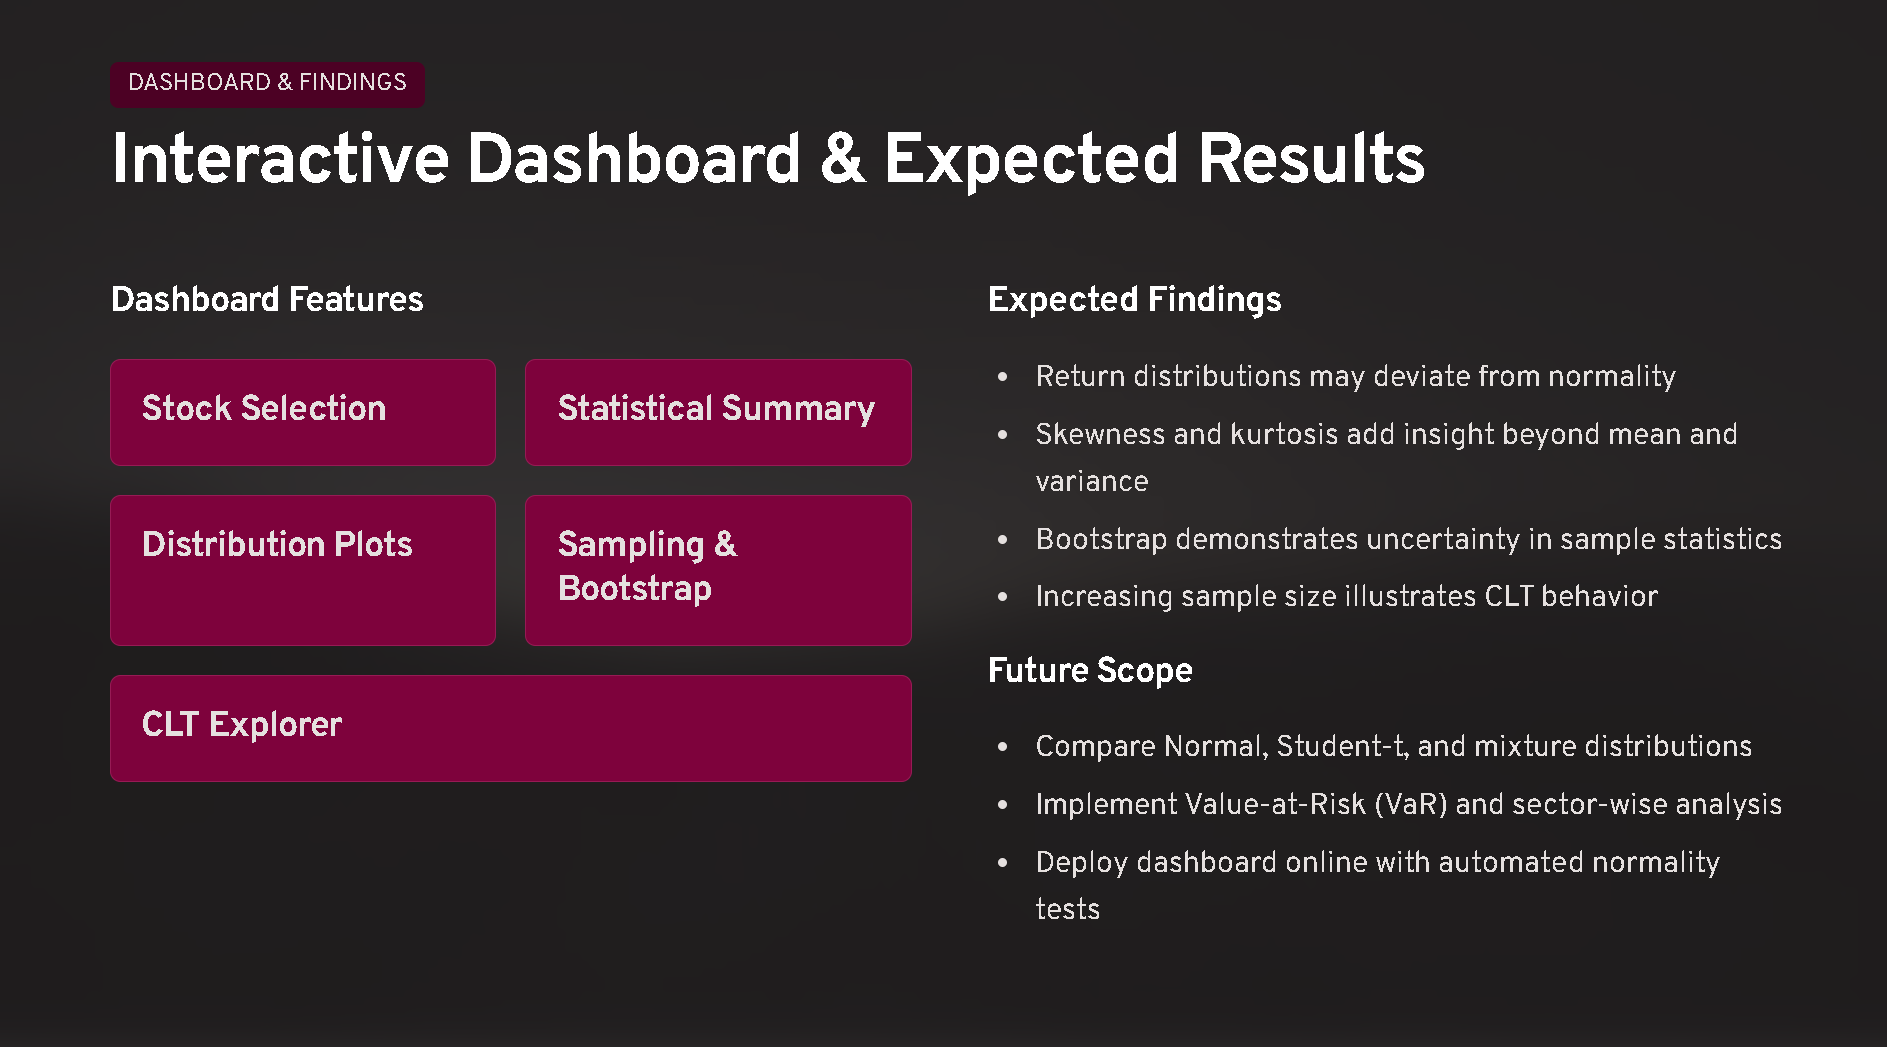 DASHBOARD & FINDINGS
Interactive Dashboard & Expected Results
Dashboard Features
Stock Selection
Statistical Summary
Distribution Plots
Sampling &
Bootstrap
CLT Explorer
Expected Findings
• Return distributions may deviate from normality
• Skewness and kurtosis add insight beyond mean and
variance
• Bootstrap demonstrates uncertainty in sample statistics
• Increasing sample size illustrates CLT behavior
Future Scope
• Compare Normal, Student-t, and mixture distributions
• Implement Value-at-Risk (VaR) and sector-wise analysis
• Deploy dashboard online with automated normality
tests